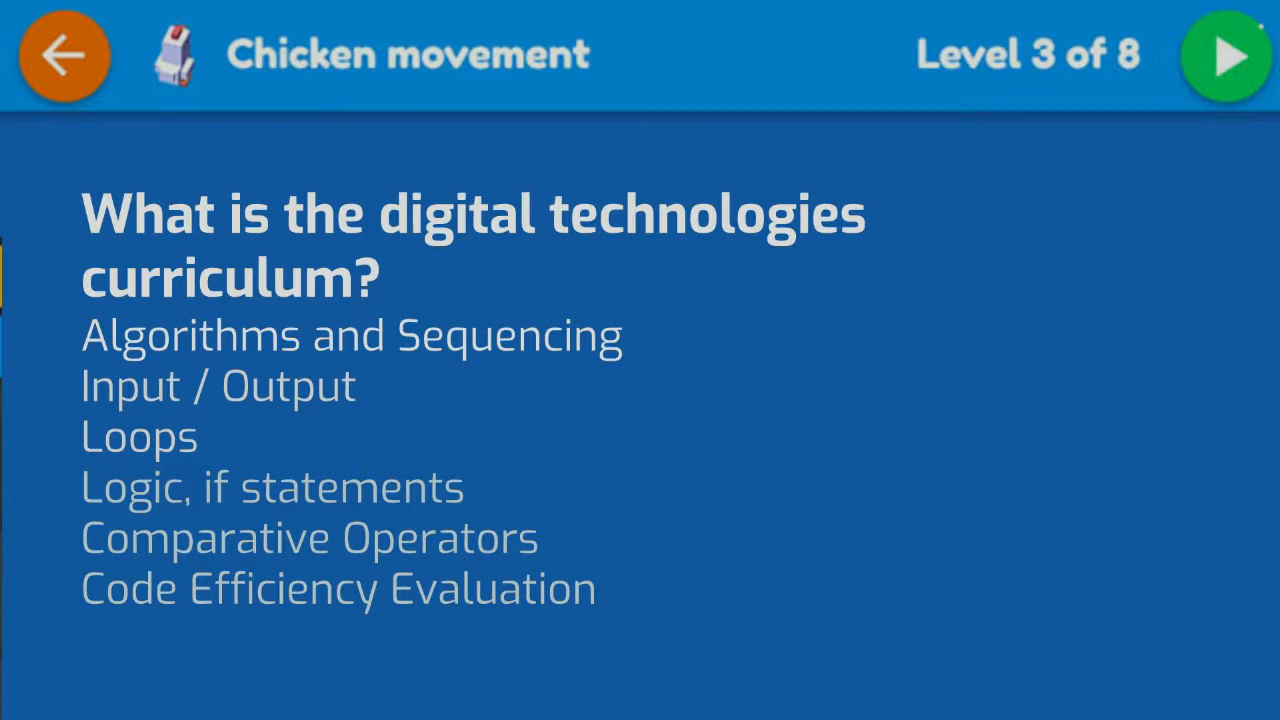 Chicken movement
Level 3 of 8
What is the digital technologies
curriculum?
Algorithms and Sequencing
Input / Output
Loops
Logic, if statements
Comparative Operators
Code Efficiency Evaluation